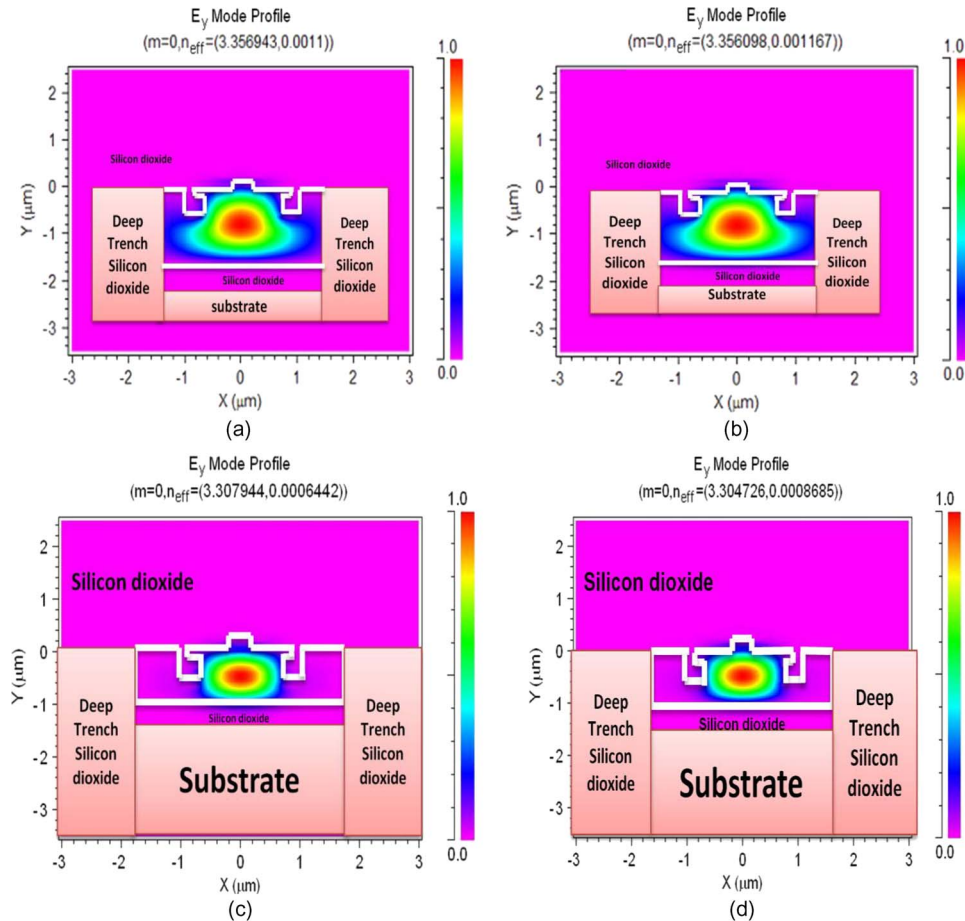 E_y Mode Profile
(m=0,n_eff=(3.356943,0.0011))
1.0
2
1
0
-1
-2
-3
Y (μm)
Silicon dioxide
Deep
Trench
Silicon
dioxide
Silicon dioxide
substrate
Deep
Trench
Silicon
dioxide
0.0
-3 -2 -1 0 1 2 3
X (μm)
(a)
E_y Mode Profile
(m=0,n_eff=(3.356098,0.001167))
1.0
2
1
0
-1
-2
-3
Y (μm)
Silicon dioxide
Deep
Trench
Silicon
dioxide
Silicon dioxide
Substrate
Deep
Trench
Silicon
dioxide
0.0
-3 -2 -1 0 1 2 3
X (μm)
(b)
E_y Mode Profile
(m=0,n_eff=(3.307944,0.0006442))
1.0
2
1
0
-1
-2
-3
Y (μm)
Silicon dioxide
Deep
Trench
Silicon
dioxide
Silicon dioxide
Substrate
Deep
Trench
Silicon
dioxide
0.0
-3 -2 -1 0 1 2 3
X (μm)
(c)
E_y Mode Profile
(m=0,n_eff=(3.304726,0.0008685))
1.0
2
1
0
-1
-2
-3
Y (μm)
Silicon dioxide
Deep
Trench
Silicon
dioxide
Silicon dioxide
Substrate
Deep
Trench
Silicon
dioxide
0.0
-3 -2 -1 0 1 2 3
X (μm)
(d)